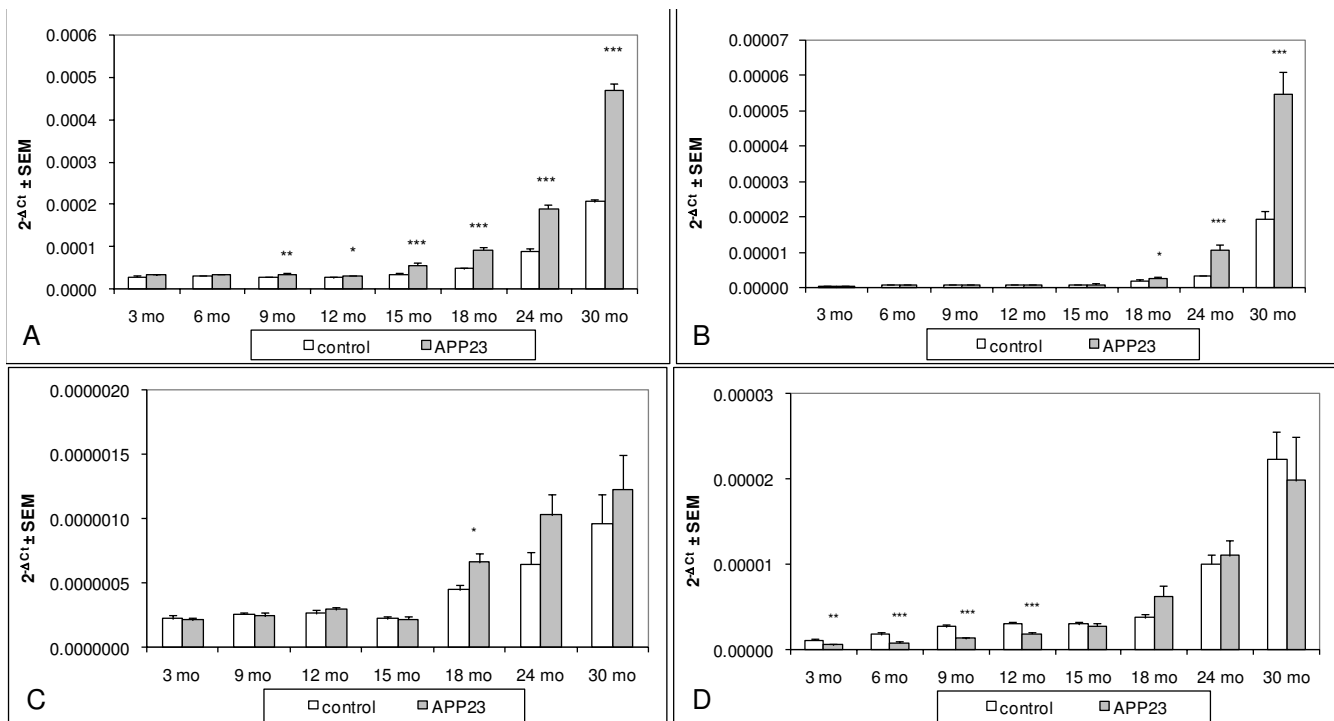 0.0006
0.0005
0.0004
0.0003
0.0002
0.0001
0.0000
2^-ΔCt ± SEM
** * *** *** *** ***
3 mo 6 mo 9 mo 12 mo 15 mo 18 mo 24 mo 30 mo
A
control APP23
0.00007
0.00006
0.00005
0.00004
0.00003
0.00002
0.00001
0.00000
2^-ΔCt ± SEM
* *** ***
3 mo 6 mo 9 mo 12 mo 15 mo 18 mo 24 mo 30 mo
B
control APP23
0.0000020
0.0000015
0.0000010
0.0000005
0.0000000
2^-ΔCt ± SEM
*
3 mo 9 mo 12 mo 15 mo 18 mo 24 mo 30 mo
C
control APP23
0.00003
0.00002
0.00001
0.00000
2^-ΔCt ± SEM
** *** *** ***
3 mo 6 mo 9 mo 12 mo 15 mo 18 mo 24 mo 30 mo
D
control APP23